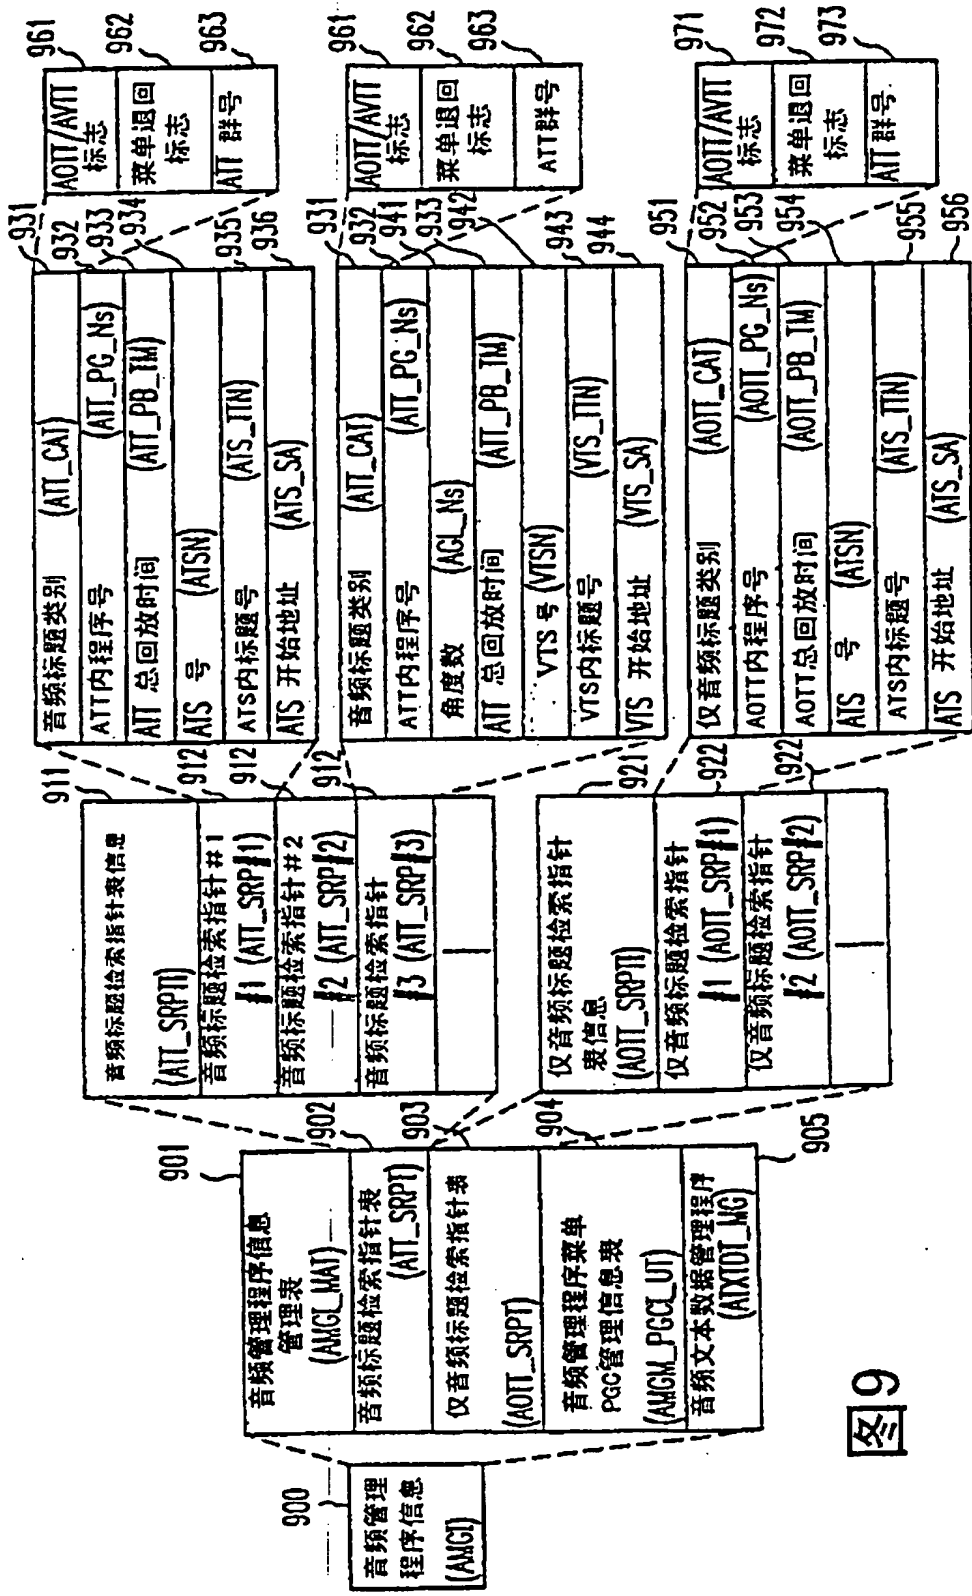 900
音频管理
程序信息
(AMGI)
901
音频管理程序信息
管理表
(AMGI_MAT)
902
音频标题检索指针表
(ATT_SRPT)
903
仅音频标题检索指针表
(AOTT_SRPT)
904
音频管理程序菜单
PGC管理信息表
(AMGM_PGCI_UT)
905
音频文本数据管理程序
(ATXTDT_MG)
911
音频标题检索指针表信息
(ATT_SRPTI)
912
音频标题检索指针#1
#1 (ATT_SRP#1)
912
音频标题检索指针#2
#2 (ATT_SRP#2)
912
音频标题检索指针
#3 (ATT_SRP#3)
921
仅音频标题检索指针
表信息
(AOTT_SRPTI)
922
仅音频标题检索指针
#1 (AOTT_SRP#1)
922
仅音频标题检索指针
#2 (AOTT_SRP#2)
931
音频标题类别 (ATT_CAT)
932
ATT内程序号 (ATT_PG_Ns)
933
ATT 总回放时间 (ATT_PB_TM)
934
ATS 号 (ATSN)
935
ATS内标题号 (ATS_TTN)
936
ATS 开始地址 (ATS_SA)
931
音频标题类别 (ATT_CAT)
932
ATT内程序号 (ATT_PG_Ns)
941
角度数 (AGL_Ns)
933
ATT 总回放时间 (ATT_PB_TM)
942
VTS 号 (VTSN)
943
VTS内标题号 (VTS_TTN)
944
VTS 开始地址 (VTS_SA)
951
仅音频标题类别 (AOTT_CAT)
952
AOTT内程序号 (AOTT_PG_Ns)
953
AOTT总回放时间 (AOTT_PB_TM)
954
ATS 号 (ATSN)
955
ATS内标题号 (ATS_TTN)
956
ATS 开始地址 (ATS_SA)
961
AOTT/AVTT
标志
962
菜单退回
标志
963
ATT 群号
961
AOTT/AVTT
标志
962
菜单退回
标志
963
ATT群号
971
AOTT/AVTT
标志
972
菜单退回
标志
973
ATT 群号
图9